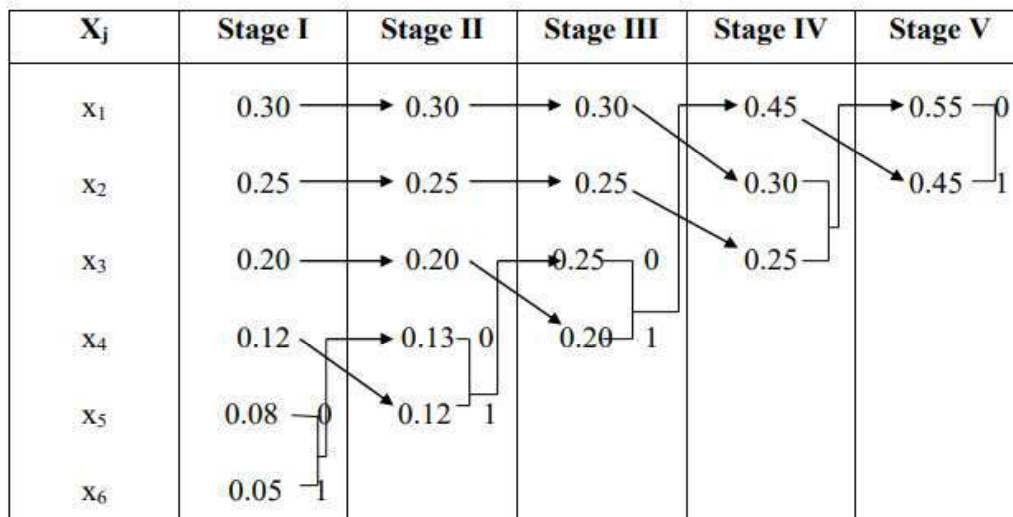 Xj Stage I Stage II Stage III Stage IV Stage V
x1 0.30 0.30 0.30 0.45 0.55 0
x2 0.25 0.25 0.25 0.30 0.45 1
x3 0.20 0.20 0.25 0 0.25
x4 0.12 0.13 0 0.20 1
x5 0.08 0 0.12 1
x6 0.05 1